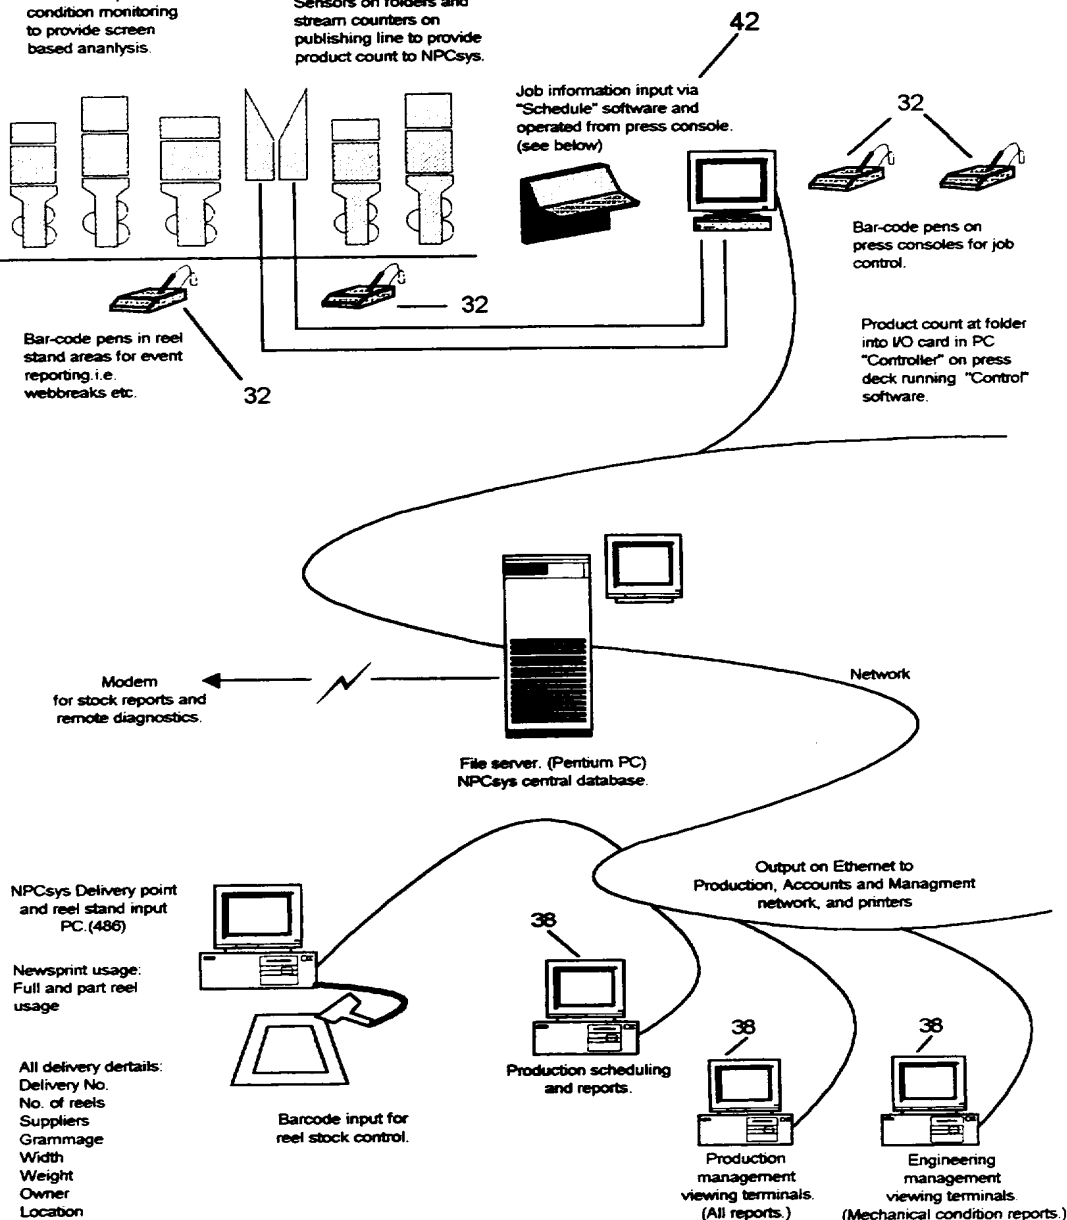 condition monitoring
to provide screen
based ananlysis.
Sensors on folders and
stream counters on
publishing line to provide
product count to NPCsys.
42
Job information input via
"Schedule" software and
operated from press console.
(see below)
32
Bar-code pens on
press consoles for job
control.
32
Bar-code pens in reel
stand areas for event
reporting.i.e.
webbreaks etc.
32
Product count at folder
into I/O card in PC
"Controller" on press
deck running "Control"
software.
Network
Modem
for stock reports and
remote diagnostics.
File server. (Pentium PC)
NPCsys central database.
Output on Ethernet to
Production, Accounts and Managment
network, and printers
NPCsys Delivery point
and reel stand input
PC.(486)
Newsprint usage:
Full and part reel
usage
All delivery dertails:
Delivery No.
No. of reels
Suppliers
Grammage
Width
Weight
Owner
Location
Barcode input for
reel stock control.
38
Production scheduling
and reports.
38
Production
management
viewing terminals.
(All reports.)
38
Engineering
management
viewing terminals.
(Mechanical condition reports.)